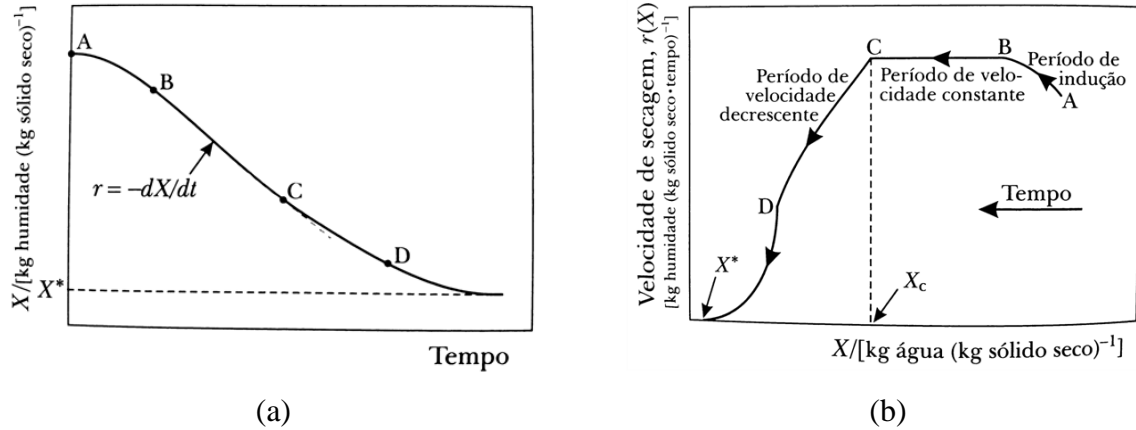 X/[kg humidade (kg sólido seco)⁻¹]
A
B
r = −dX/dt
C
D
X*
Tempo
(a)
Velocidade de secagem, r(X)
[kg humidade (kg sólido seco·tempo)⁻¹]
C
B
Período de
indução
A
Período de
velocidade
decrescente
Período de velo-
cidade constante
D
Tempo
X*
X_c
X/[kg água (kg sólido seco)⁻¹]
(b)